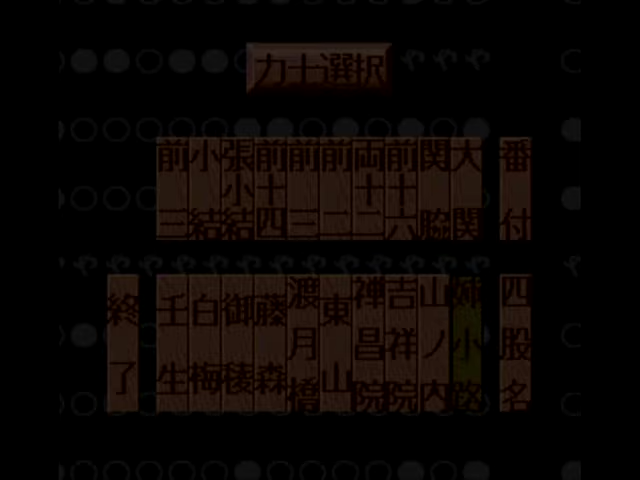 力士選択
番付
大関
関脇
前十六
両十二
前二
前三
前十四
張小結
小結
前三
四股名
姉小路
山ノ内
吉祥院
禅昌院
東山
渡月橋
藤森
御稜
白梅
壬生
終了